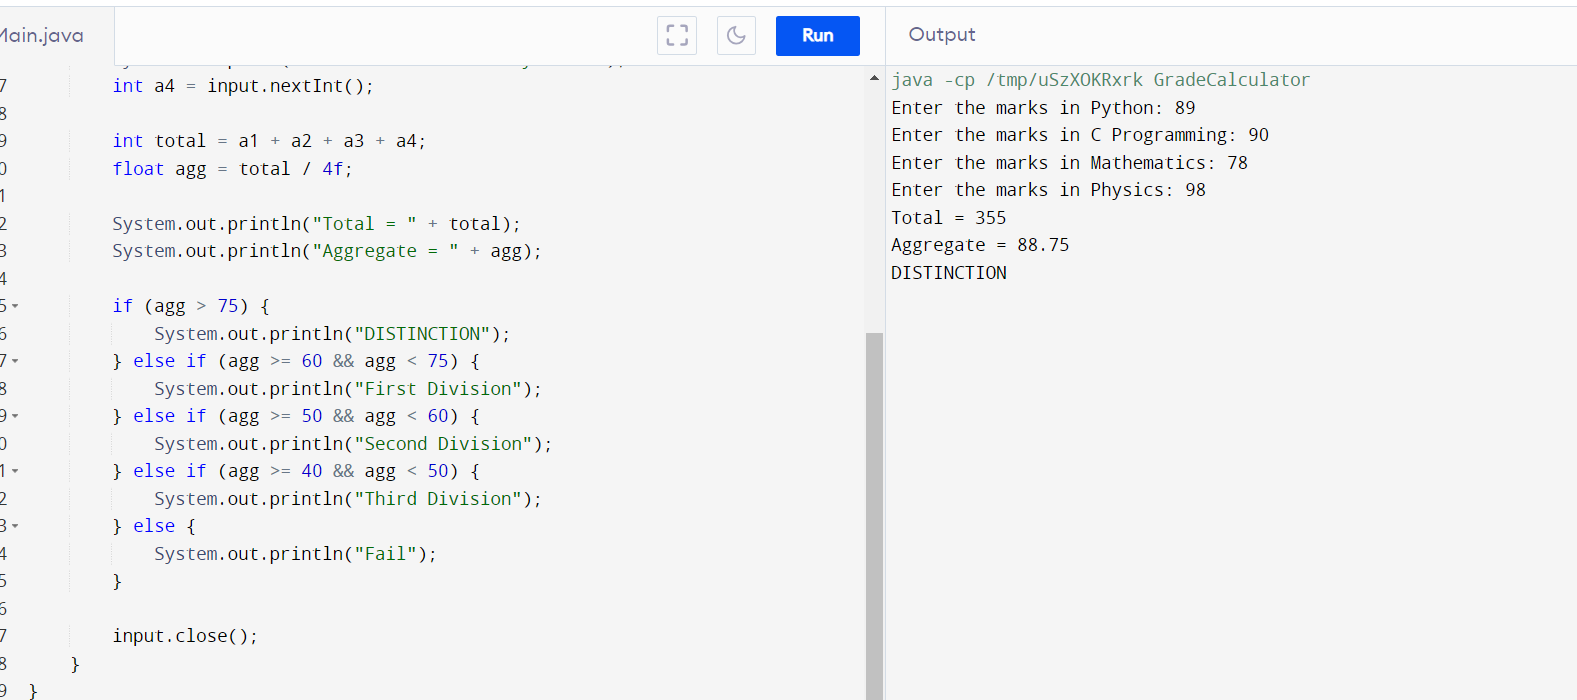 Main.java
Run
Output
7 int a4 = input.nextInt();
8
9 int total = a1 + a2 + a3 + a4;
0 float agg = total / 4f;
1
2 System.out.println("Total = " + total);
3 System.out.println("Aggregate = " + agg);
4
5 if (agg > 75) {
6 System.out.println("DISTINCTION");
7 } else if (agg >= 60 && agg < 75) {
8 System.out.println("First Division");
9 } else if (agg >= 50 && agg < 60) {
0 System.out.println("Second Division");
1 } else if (agg >= 40 && agg < 50) {
2 System.out.println("Third Division");
3 } else {
4 System.out.println("Fail");
5 }
6
7 input.close();
8 }
9 }
java -cp /tmp/uSzXOKRxrk GradeCalculator
Enter the marks in Python: 89
Enter the marks in C Programming: 90
Enter the marks in Mathematics: 78
Enter the marks in Physics: 98
Total = 355
Aggregate = 88.75
DISTINCTION